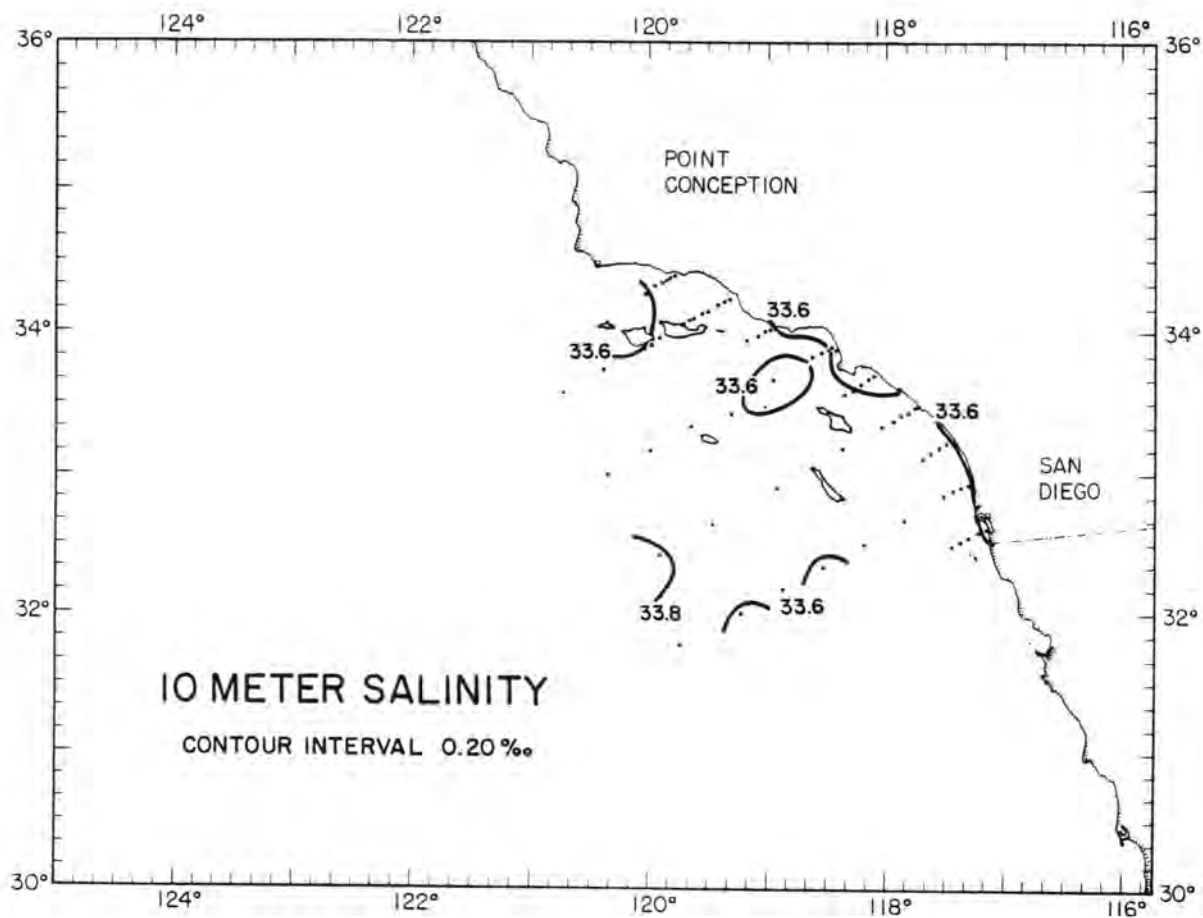 124° 122° 120° 118° 116°
36° 36°
POINT
CONCEPTION
34° 34°
33.6
33.6
33.6
33.6
SAN
DIEGO
32° 32°
33.8 33.6
10 METER SALINITY
CONTOUR INTERVAL 0.20 ‰
30° 30°
124° 122° 120° 118° 116°